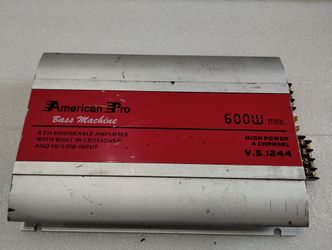 American Pro
Bass Machine
600W MAX.
4 CH BRIDGEABLE AMPLIFIER
WITH BUILT IN CROSSOVER
AND HI/LOW INPUT
HIGH POWER
4 CHANNEL
V.S.1244